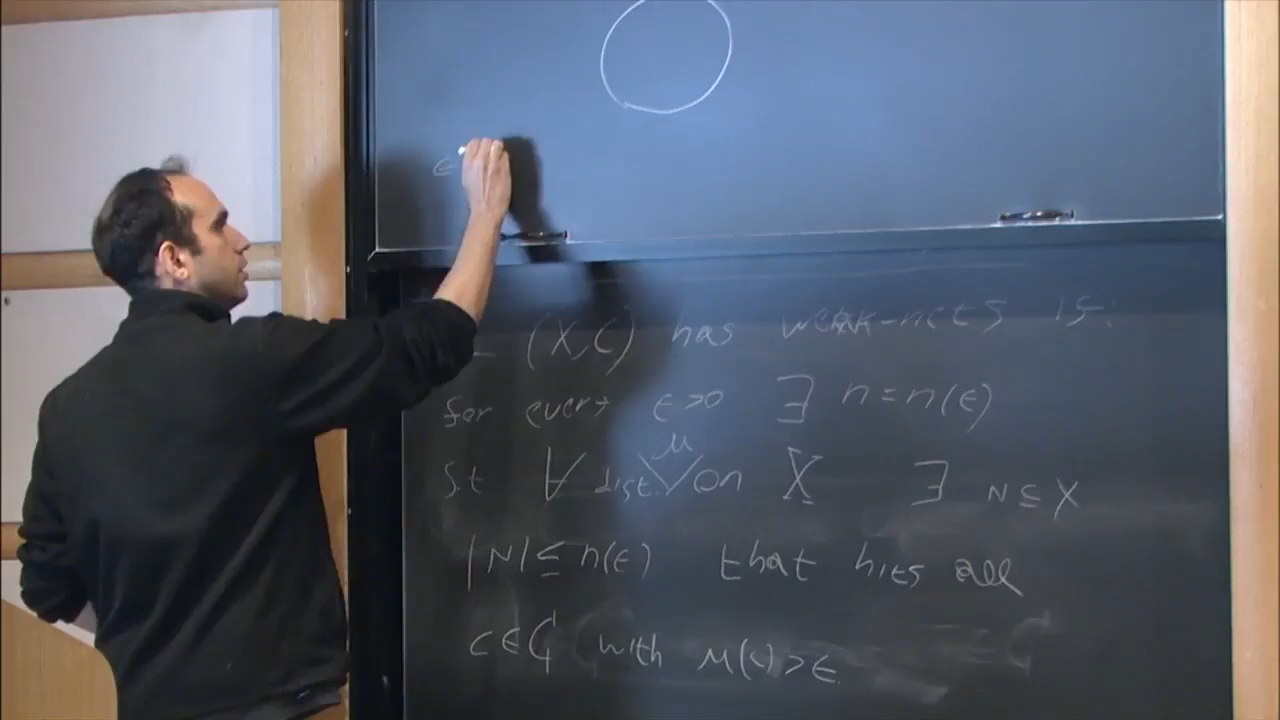 ϵ
(X, C) has weak-nets if:
for every ϵ>0 ∃ n=n(ϵ)
s.t ∀ dist. μ on X ∃ N⊆X
|N|≤n(ϵ) that hits all
c∈C with μ(c)>ϵ.